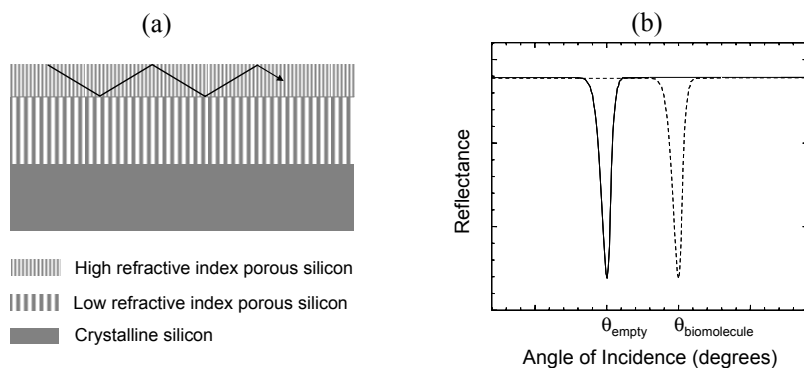 (a)
High refractive index porous silicon
Low refractive index porous silicon
Crystalline silicon
(b)
Reflectance
θempty θbiomolecule
Angle of Incidence (degrees)